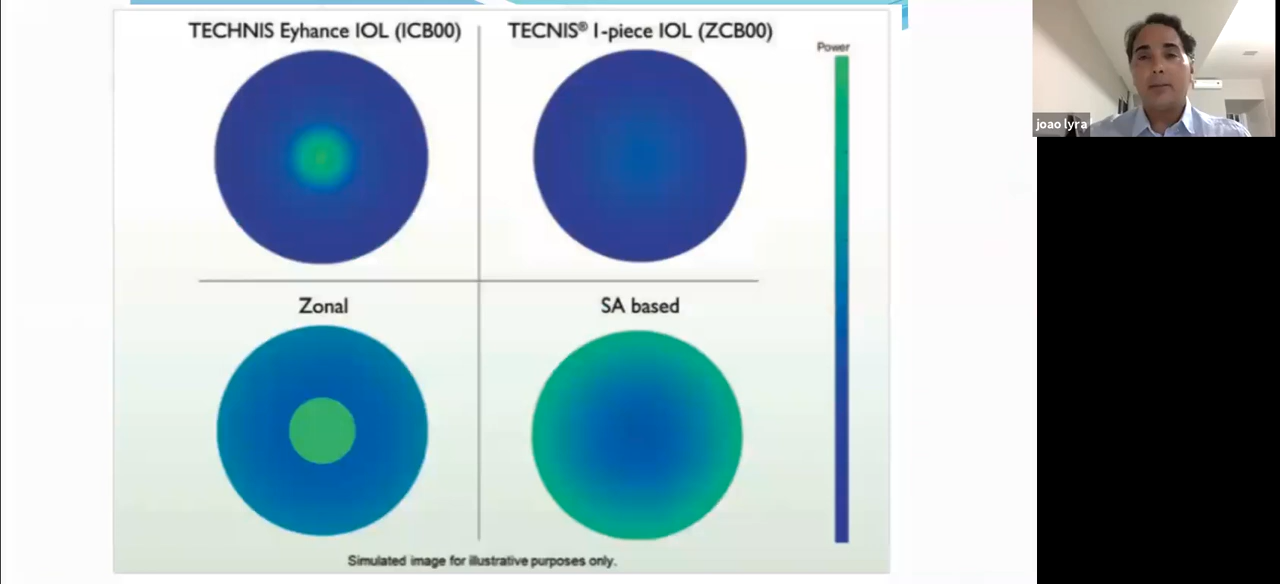 TECHNIS Eyhance IOL (ICB00)
TECNIS® 1-piece IOL (ZCB00)
Power
Zonal
SA based
Simulated image for illustrative purposes only.
joao lyra